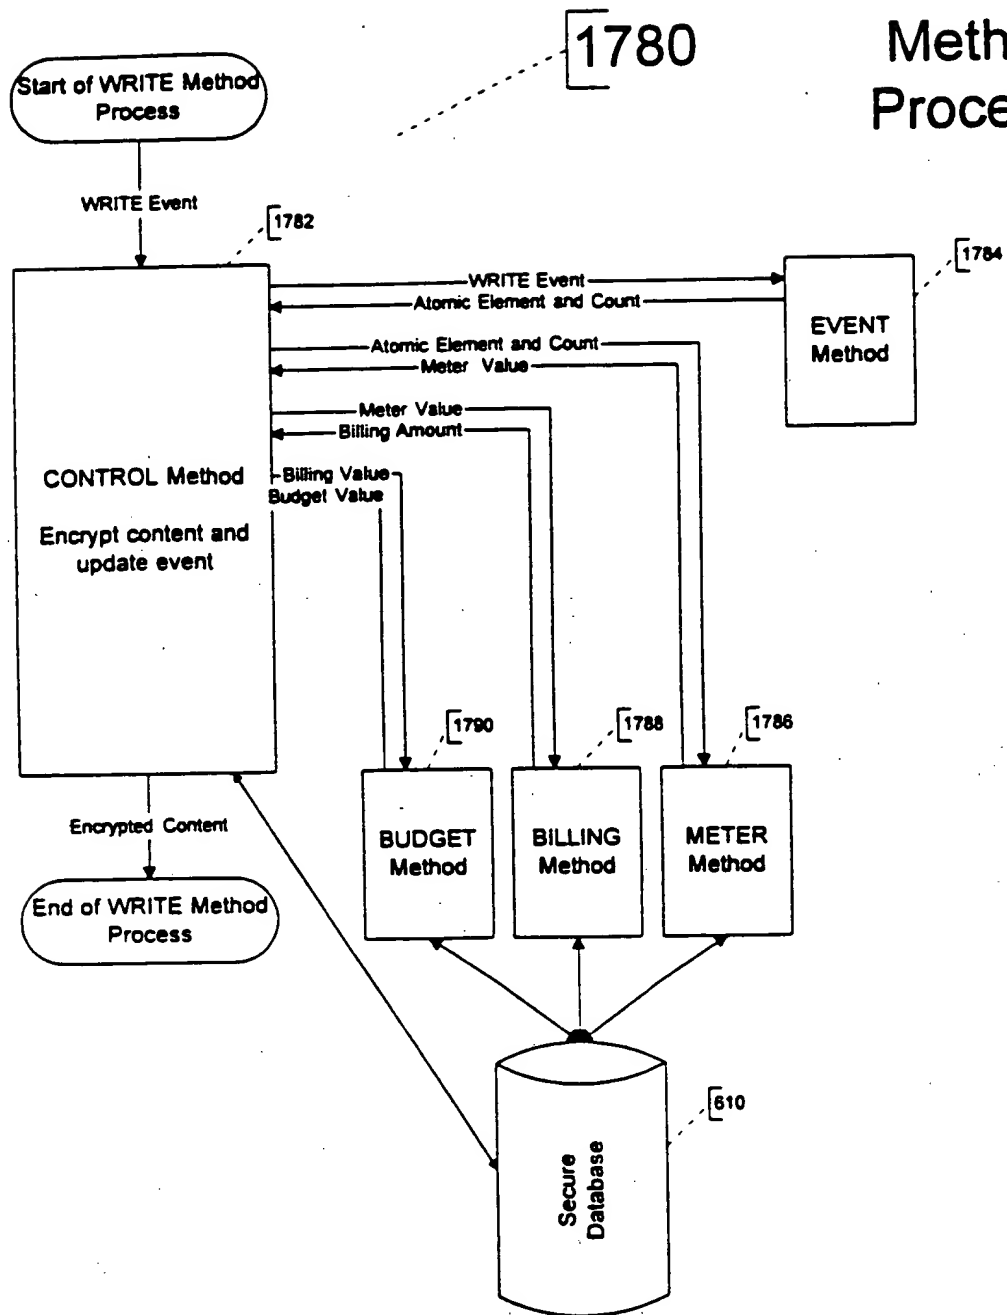 1780
Meth
Proce
Start of WRITE Method
Process
WRITE Event
1782
1784
WRITE Event
Atomic Element and Count
EVENT
Method
Atomic Element and Count
Meter Value
Meter Value
Billing Amount
CONTROL Method
Encrypt content and
update event
Billing Value
Budget Value
1790
1788
1786
Encrypted Content
BUDGET
Method
BILLING
Method
METER
Method
End of WRITE Method
Process
610
Secure
Database